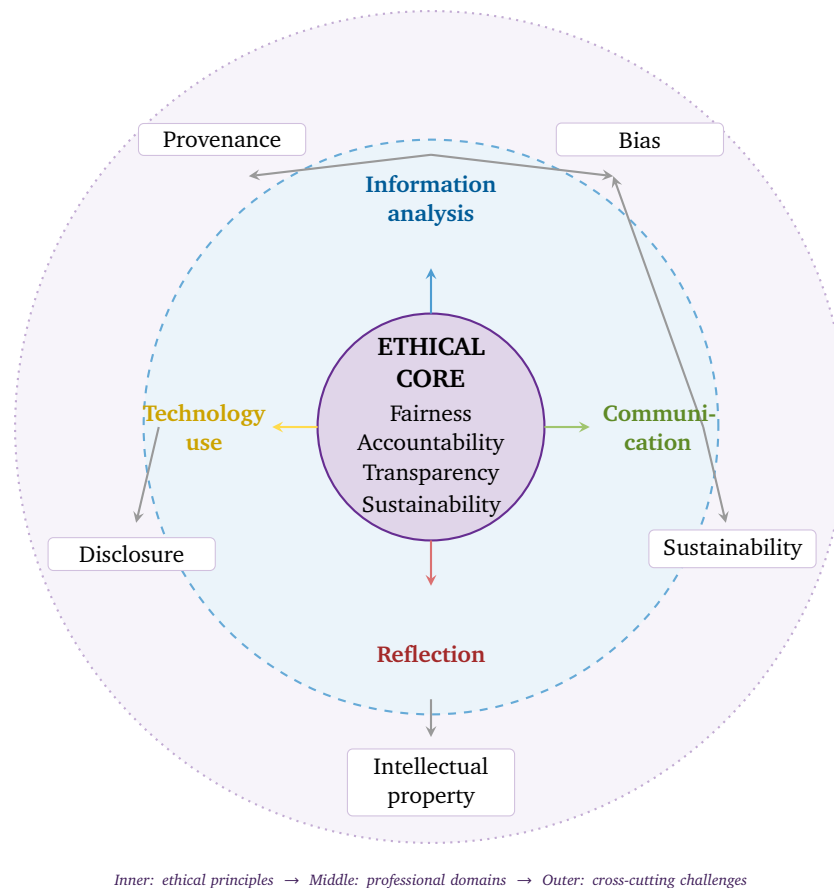 Provenance
Bias
Information
analysis
ETHICAL
CORE
Fairness
Accountability
Transparency
Sustainability
Technology
use
Communi-
cation
Disclosure
Sustainability
Reflection
Intellectual
property
Inner: ethical principles → Middle: professional domains → Outer: cross-cutting challenges